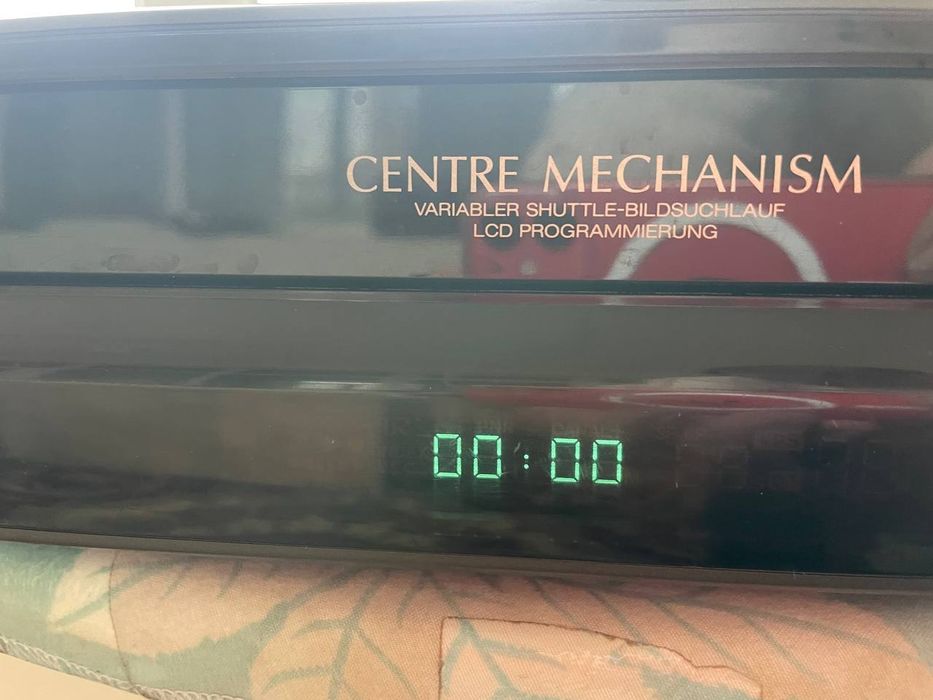 CENTRE MECHANISM
VARIABLER SHUTTLE-BILDSUCHLAUF
LCD PROGRAMMIERUNG
00:00